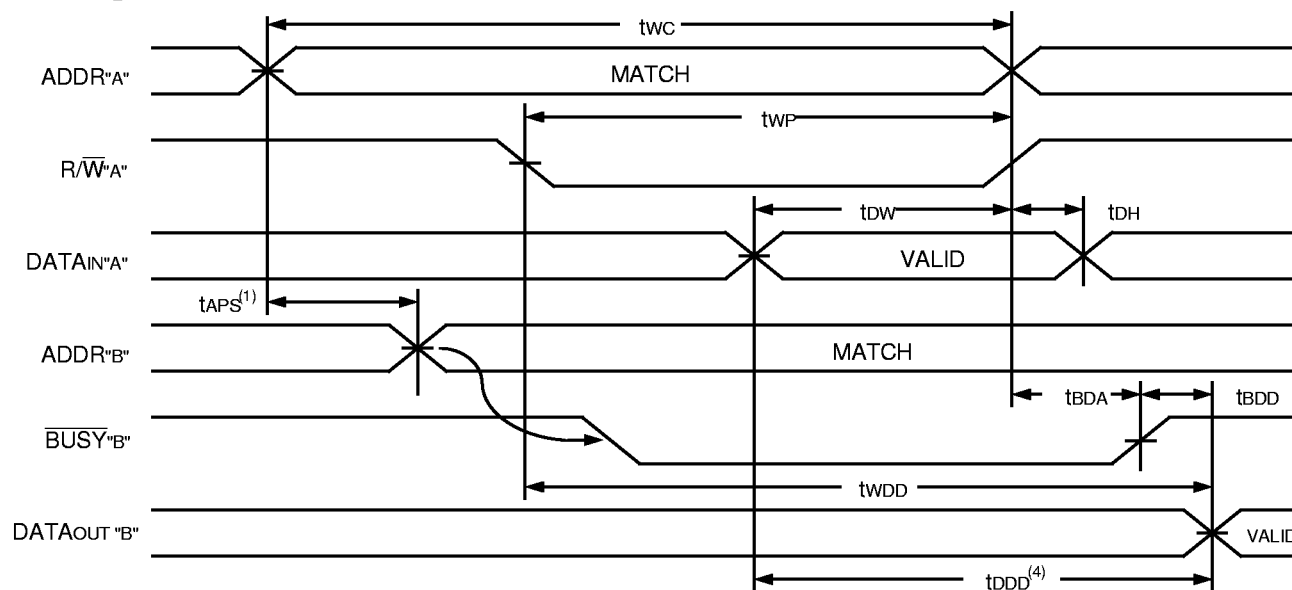 tWC
ADDR"A"
MATCH
tWP
R/W̅"A"
tDW
tDH
DATAIN"A"
VALID
tAPS(1)
ADDR"B"
MATCH
tBDA
tBDD
B̅U̅S̅Y̅"B"
tWDD
DATAOUT "B"
VALID
tDDD(4)